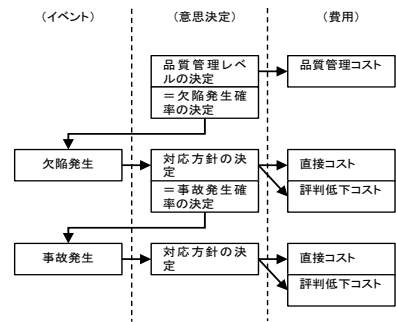 （イベント） （意思決定） （費用）
品質管理レベ
ルの決定
＝欠陥発生確
率の決定
品質管理コスト
欠陥発生
対応方針の決
定
＝事故発生確
率の決定
直接コスト
評判低下コスト
事故発生
対応方針の決
定
直接コスト
評判低下コスト